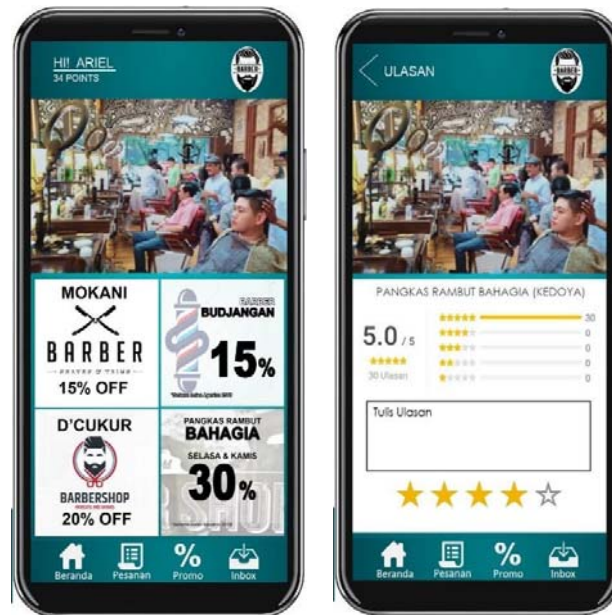 HI! ARIEL
34 POINTS
BARBER
MOKANI
BARBER
15% OFF
BARBER
BUDJANGAN
15%
D'CUKUR
BARBERSHOP
20% OFF
PANGKAS RAMBUT
BAHAGIA
SELASA & KAMIS
30%
Beranda
Pesanan
Promo
Inbox
ULASAN
BARBER
PANGKAS RAMBUT BAHAGIA (KEDOYA)
5.0 / 5
30 Ulasan
30
0
0
0
0
Tulis Ulasan
Beranda
Pesanan
Promo
Inbox